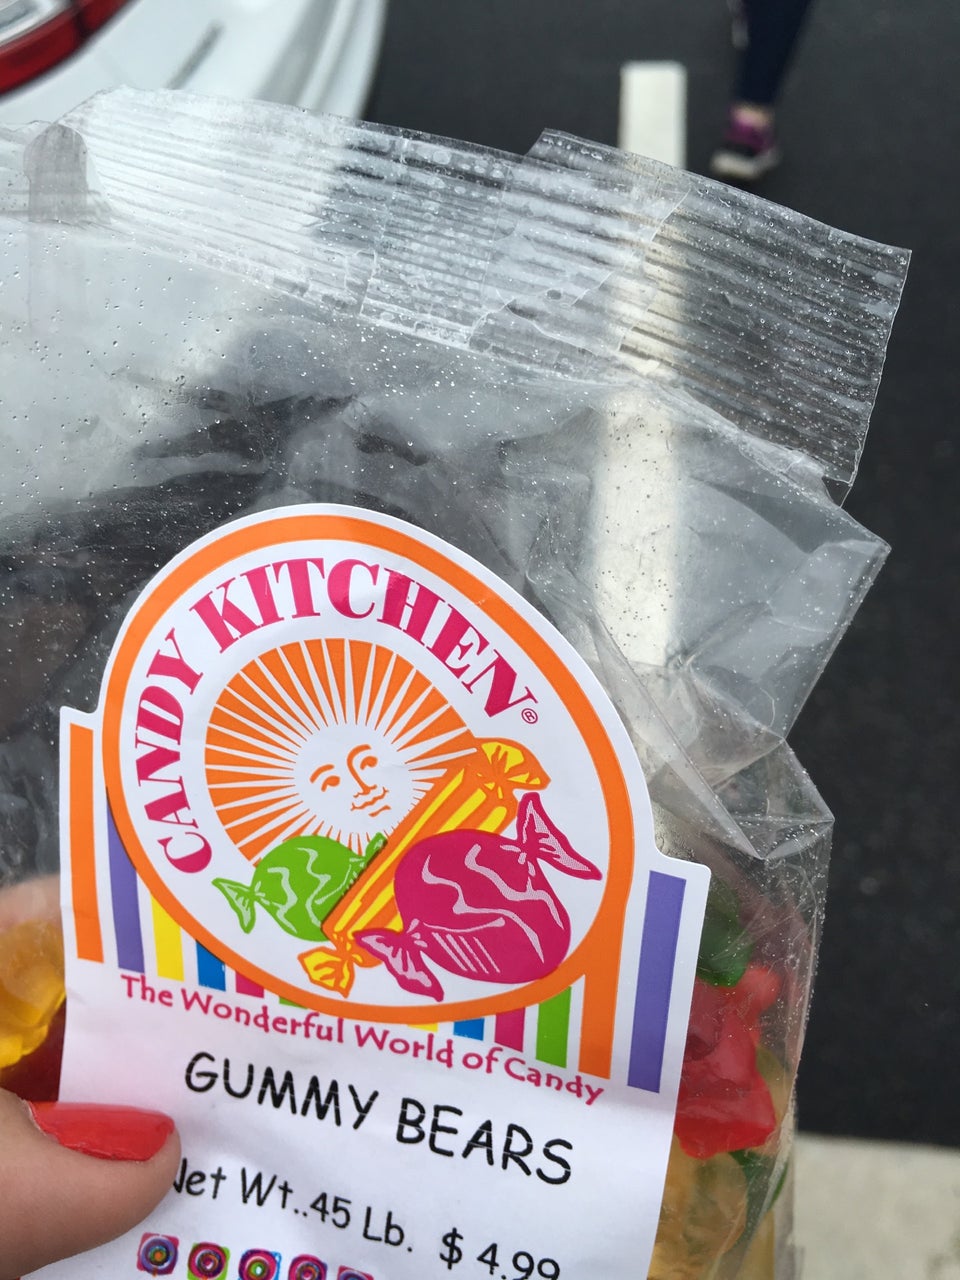 CANDY KITCHEN®
The Wonderful World of Candy
GUMMY BEARS
Net Wt..45 Lb. $4.99